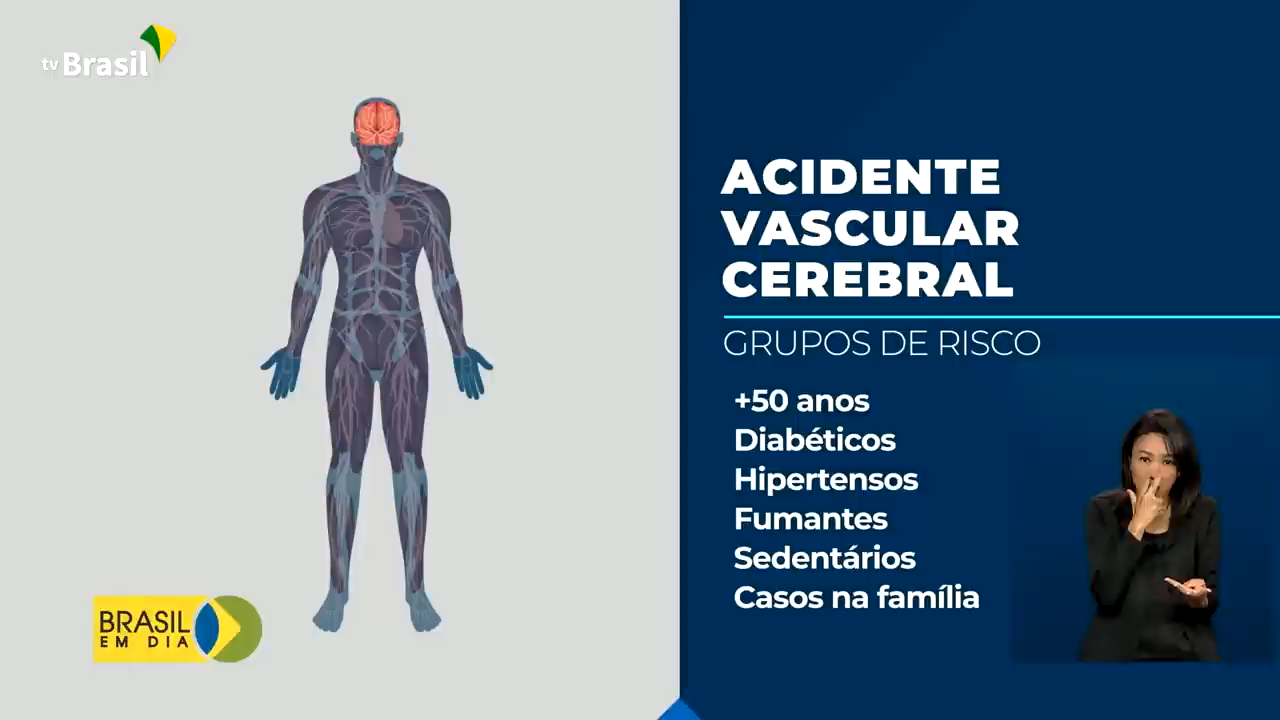 tv Brasil
ACIDENTE
VASCULAR
CEREBRAL
GRUPOS DE RISCO
+50 anos
Diabéticos
Hipertensos
Fumantes
Sedentários
Casos na família
BRASIL
EM DIA